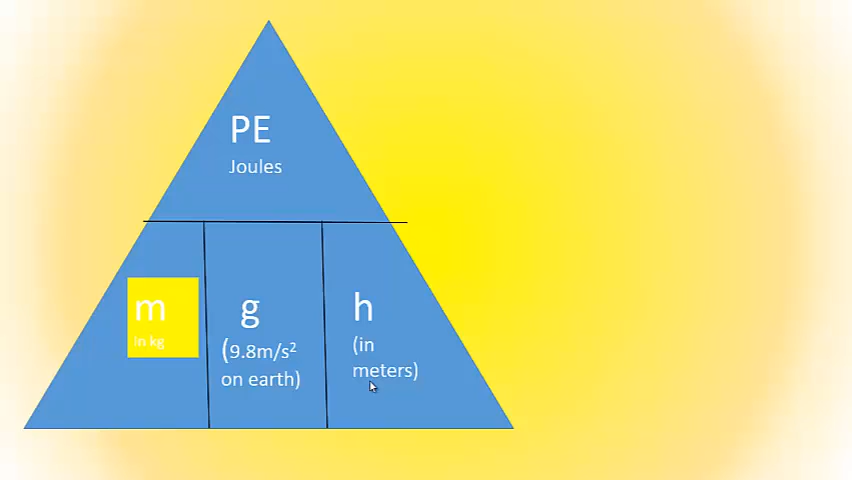 PE
Joules
m
in kg
g
(9.8m/s²
on earth)
h
(in
meters)